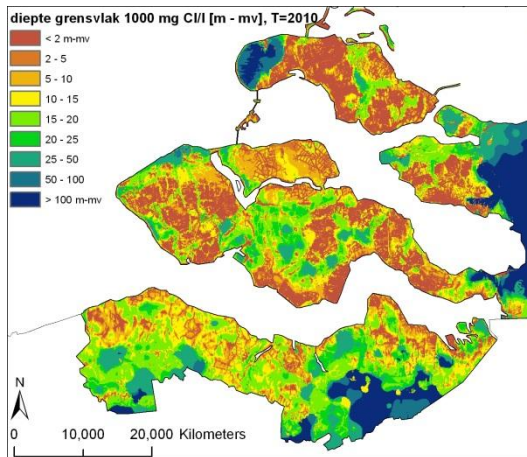 diepte grensvlak 1000 mg Cl/l [m - mv], T=2010
< 2 m-mv
2 - 5
5 - 10
10 - 15
15 - 20
20 - 25
25 - 50
50 - 100
> 100 m-mv
N
0 10,000 20,000 Kilometers